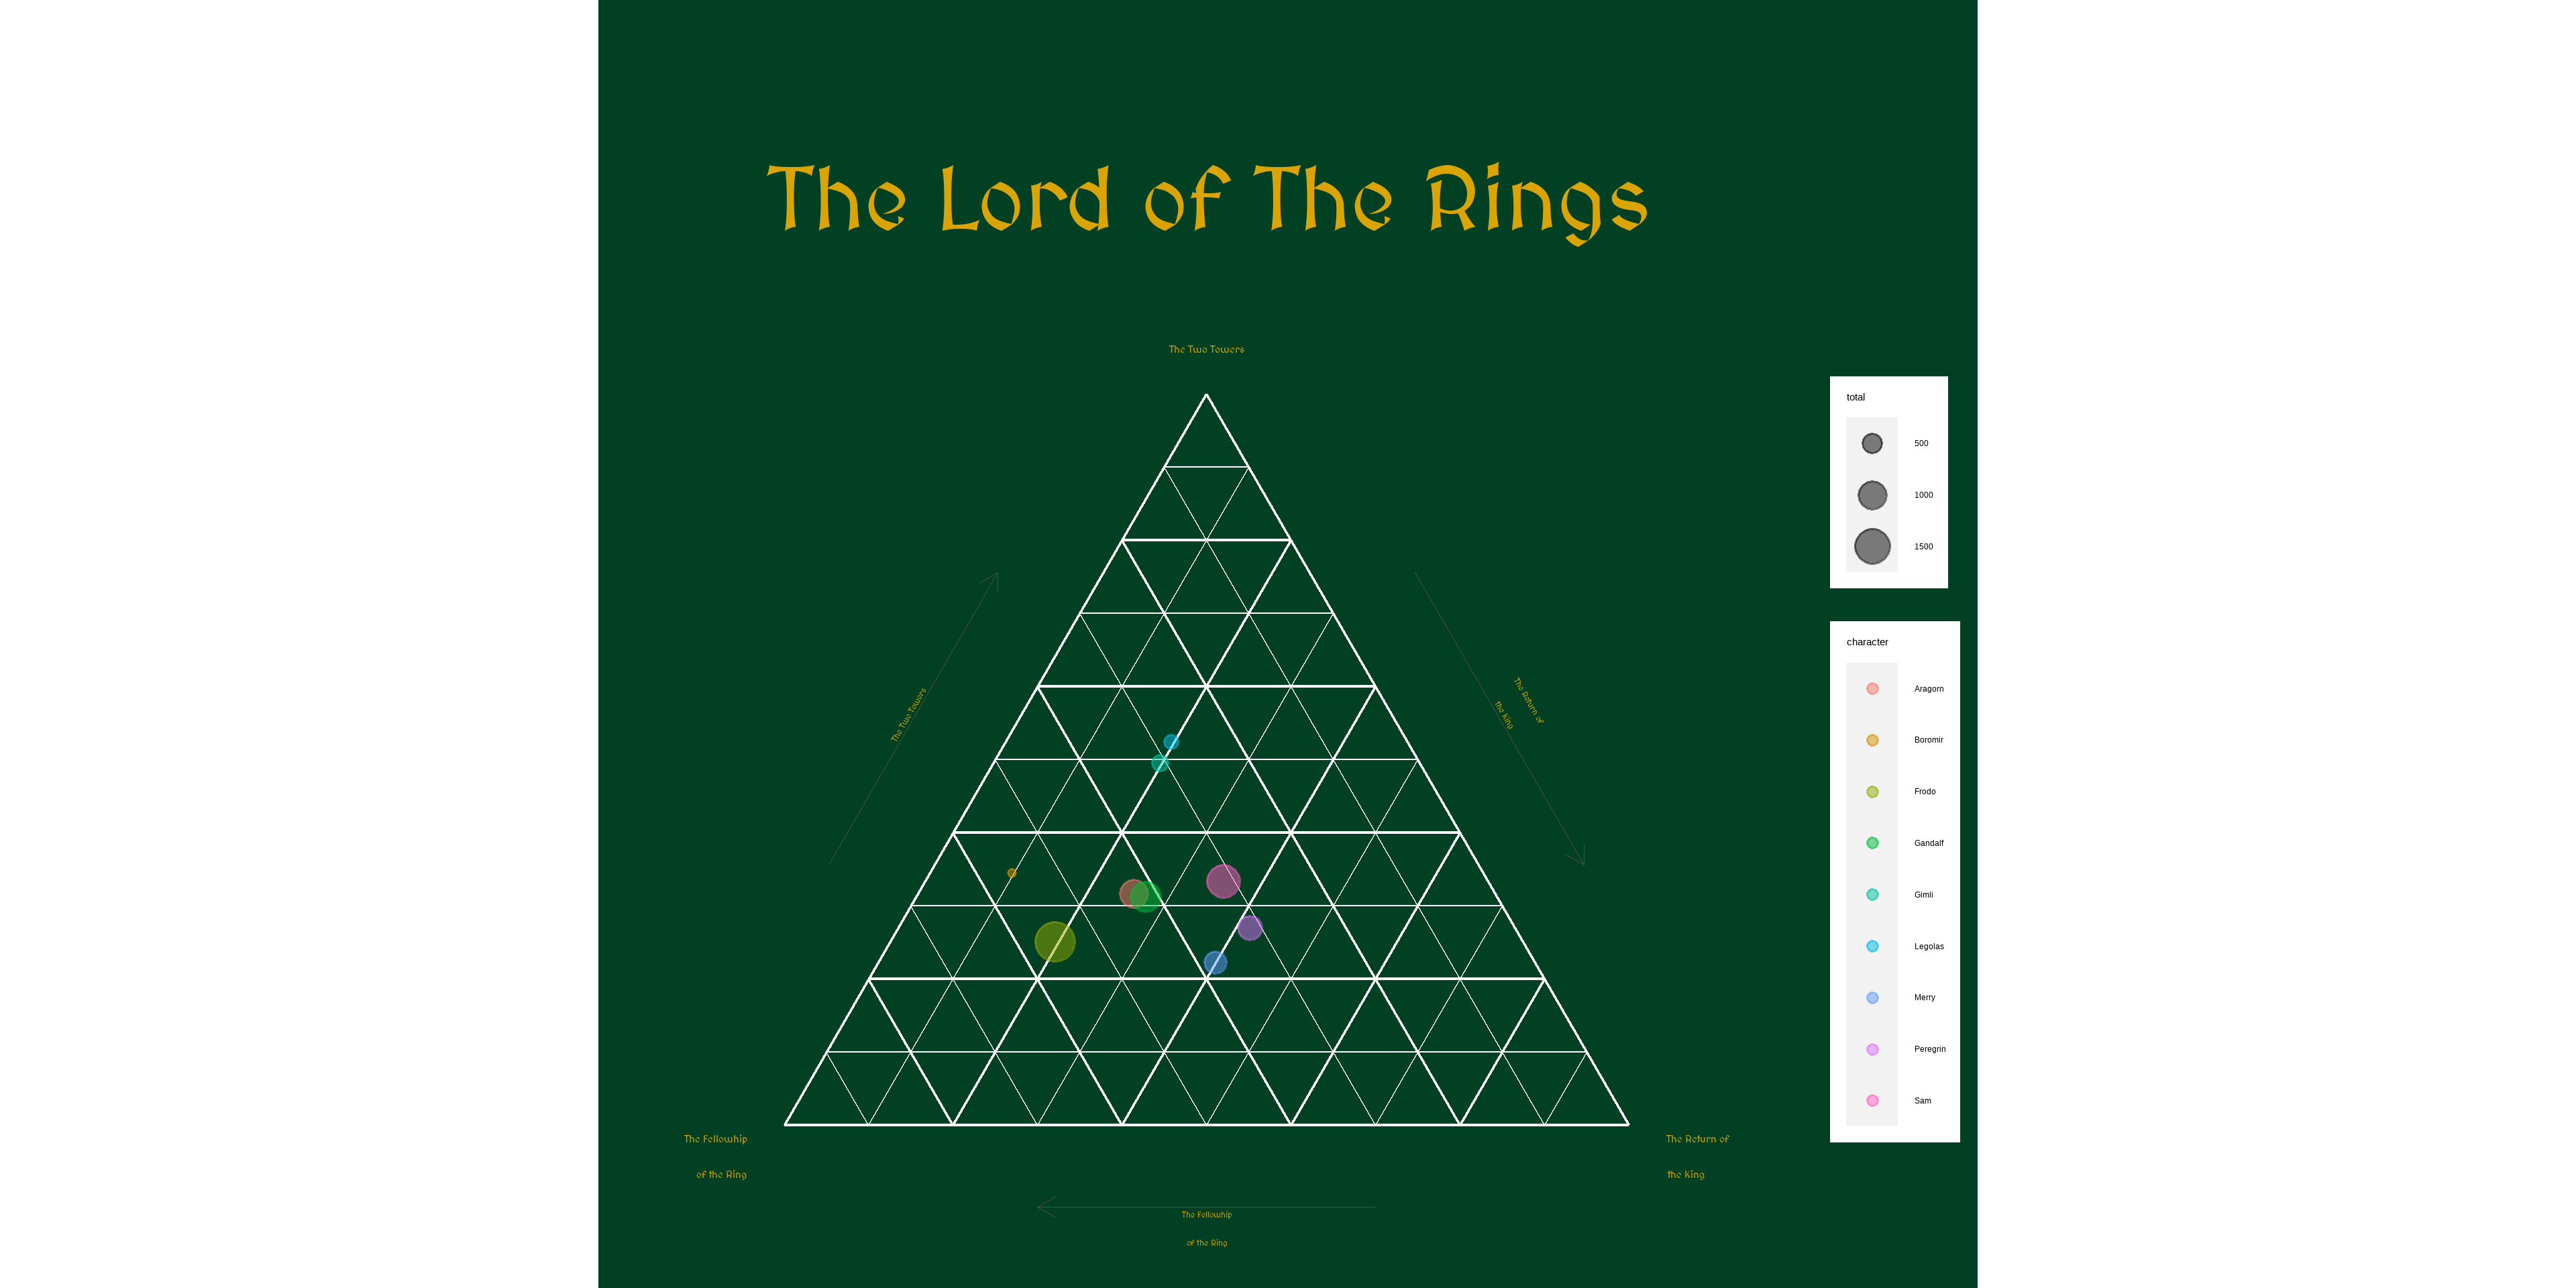 The Lord of The Rings
The Two Towers
total
500
1000
1500
character
Aragorn
Boromir
Frodo
Gandalf
Gimli
Legolas
Merry
Peregrin
Sam
The Two Towers
The Return of
the King
The Fellowhip
of the Ring
The Return of
the King
The Fellowhip
of the Ring